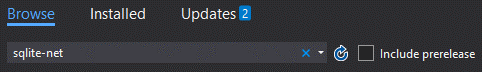 Browse Installed Updates 2
sqlite-net Include prerelease